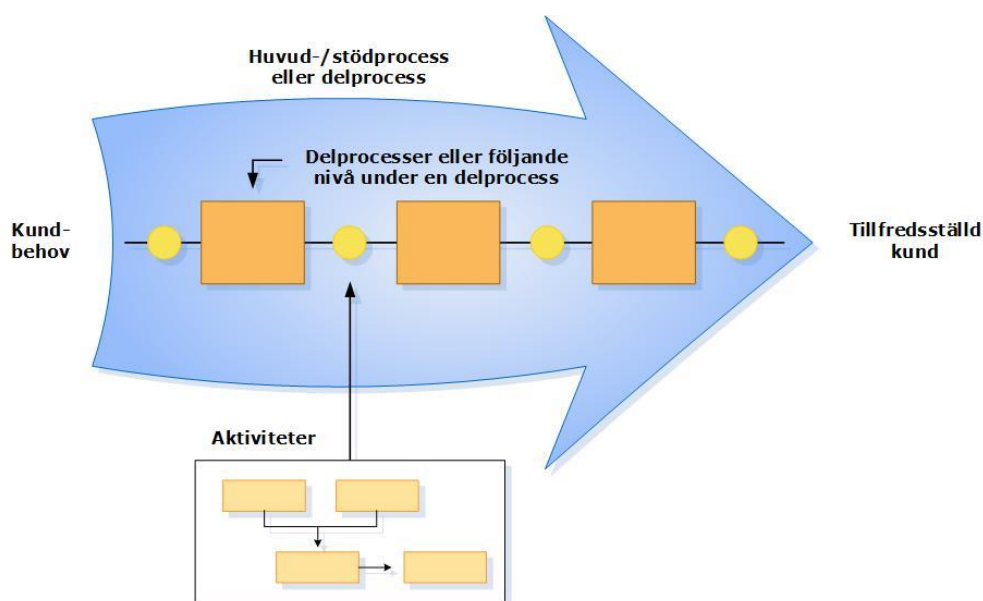 Huvud-/stödprocess
eller delprocess
Delprocesser eller följande
nivå under en delprocess
Kund-
behov
Tillfredsställd
kund
Aktiviteter